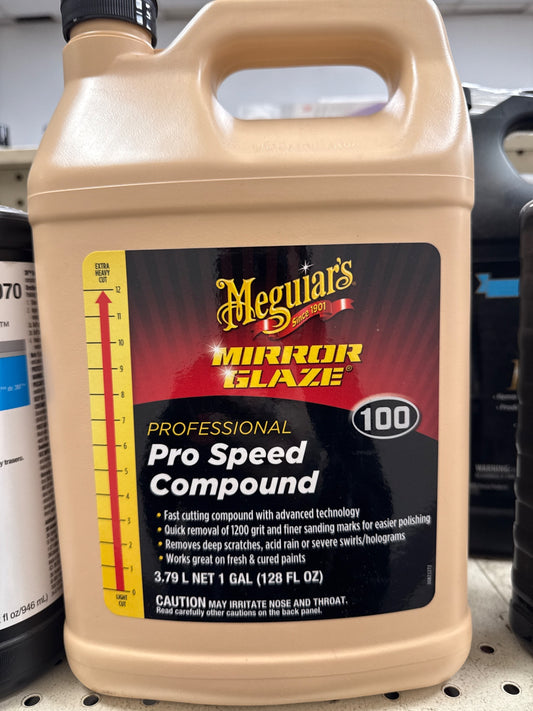 Meguiar's
Since 1901
MIRROR
GLAZE®
100
PROFESSIONAL
Pro Speed
Compound
• Fast cutting compound with advanced technology
• Quick removal of 1200 grit and finer sanding marks for easier polishing
• Removes deep scratches, acid rain or severe swirls/holograms
• Works great on fresh & cured paints
3.79 L NET 1 GAL (128 FL OZ)
CAUTION MAY IRRITATE NOSE AND THROAT.
Read carefully other cautions on the back panel.
EXTRA
HEAVY
CUT
12
11
10
9
8
7
6
5
4
3
2
1
0
LIGHT
CUT
070
TM
fl oz/946 mL)
WARNING: